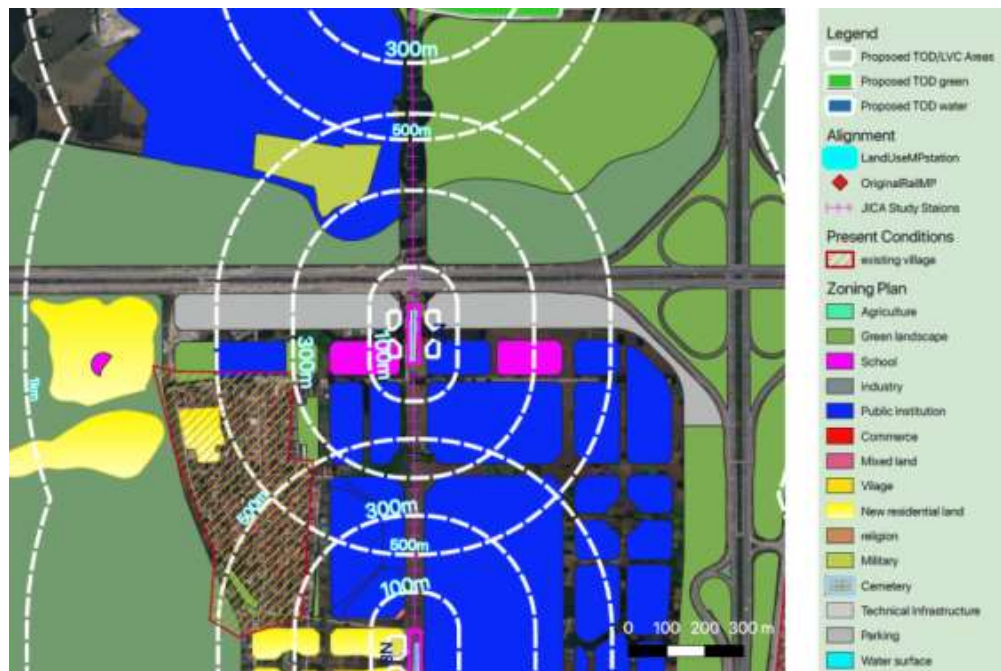 300m
500m
100m
300m
1km
500m
300m
500m
100m
0 100 200 300 m
Legend
Propsoed TOD/LVC Areas
Proposed TOD green
Proposed TOD water
Alignment
LandUseMPstation
OriginalRailMP
JICA Study Staions
Present Conditions
existing village
Zoning Plan
Agriculture
Green landscape
School
Industry
Public institution
Commerce
Mixed land
Vilage
New residential land
religion
Military
Cemetery
Technical Infrastructure
Parking
Water surface